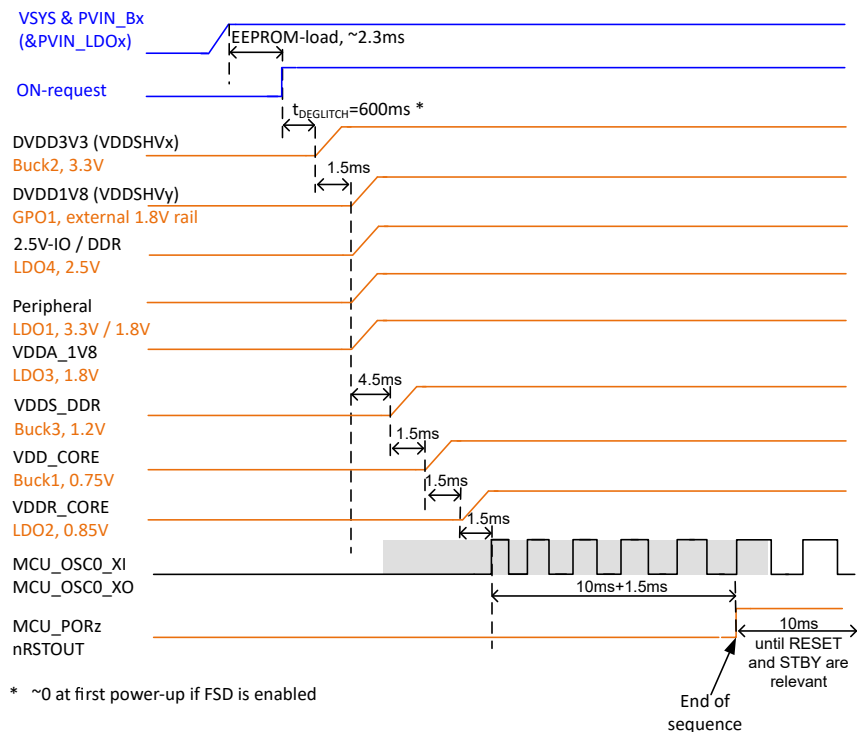 VSYS & PVIN_Bx
(&PVIN_LDOx)
EEPROM-load, ~2.3ms
ON-request
tDEGLITCH=600ms *
DVDD3V3 (VDDSHVx)
Buck2, 3.3V
1.5ms
DVDD1V8 (VDDSHVy)
GPO1, external 1.8V rail
2.5V-IO / DDR
LDO4, 2.5V
Peripheral
LDO1, 3.3V / 1.8V
VDDA_1V8
LDO3, 1.8V
4.5ms
VDDS_DDR
Buck3, 1.2V
1.5ms
VDD_CORE
Buck1, 0.75V
1.5ms
VDDR_CORE
LDO2, 0.85V
1.5ms
MCU_OSC0_XI
MCU_OSC0_XO
10ms+1.5ms
MCU_PORz
nRSTOUT
10ms
until RESET
and STBY are
relevant
* ~0 at first power-up if FSD is enabled
End of
sequence